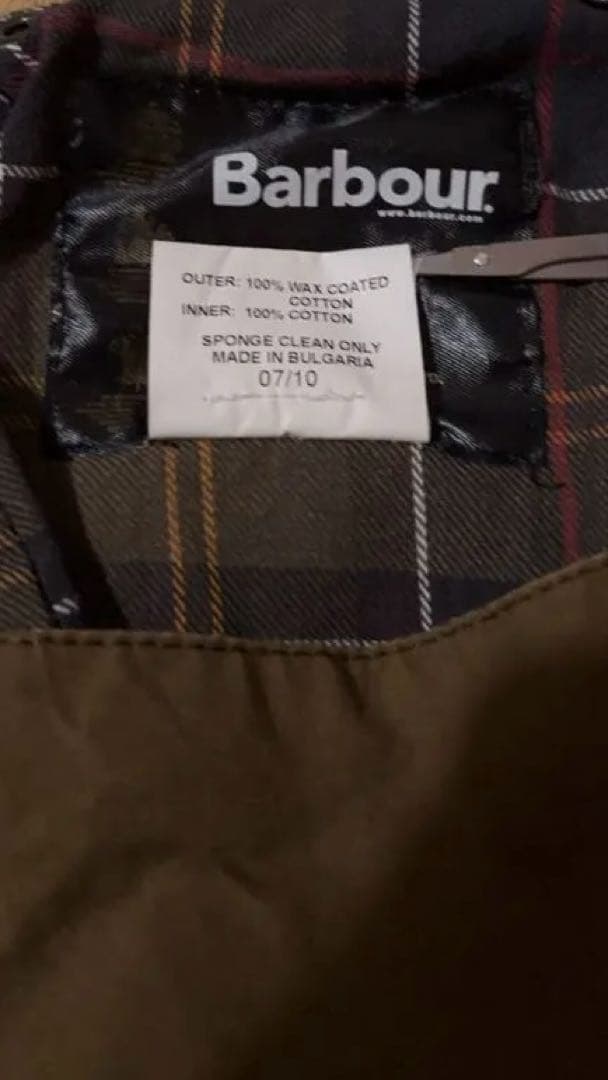 Barbour.
www.barbour.com
OUTER: 100% WAX COATED
COTTON
INNER: 100% COTTON
SPONGE CLEAN ONLY
MADE IN BULGARIA
07/10